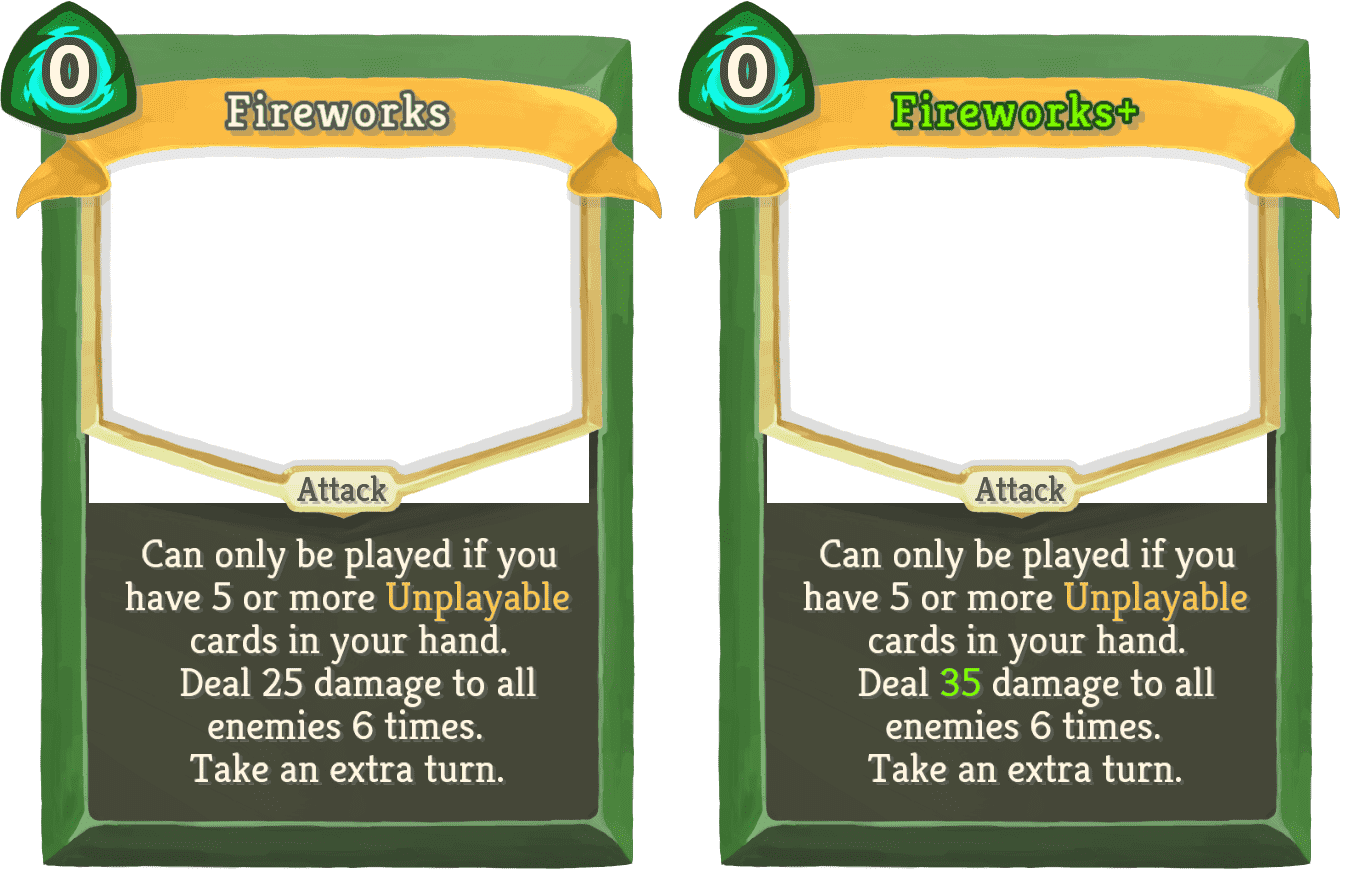 0
Fireworks
Attack
Can only be played if you
have 5 or more Unplayable
cards in your hand.
Deal 25 damage to all
enemies 6 times.
Take an extra turn.
0
Fireworks+
Attack
Can only be played if you
have 5 or more Unplayable
cards in your hand.
Deal 35 damage to all
enemies 6 times.
Take an extra turn.